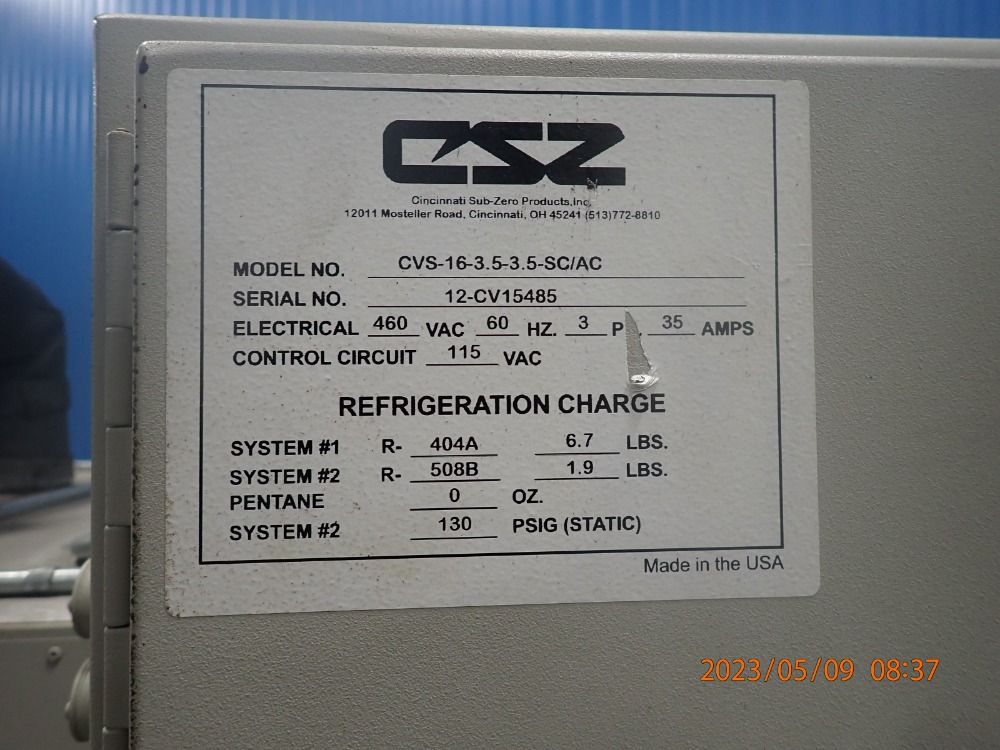 CSZ
Cincinnati Sub-Zero Products,Inc.
12011 Mosteller Road, Cincinnati, OH 45241 (513)772-8810
MODEL NO. CVS-16-3.5-3.5-SC/AC
SERIAL NO. 12-CV15485
ELECTRICAL 460 VAC 60 HZ. 3 P 35 AMPS
CONTROL CIRCUIT 115 VAC
REFRIGERATION CHARGE
SYSTEM #1 R- 404A 6.7 LBS.
SYSTEM #2 R- 508B 1.9 LBS.
PENTANE 0 OZ.
SYSTEM #2 130 PSIG (STATIC)
Made in the USA
2023/05/09 08:37